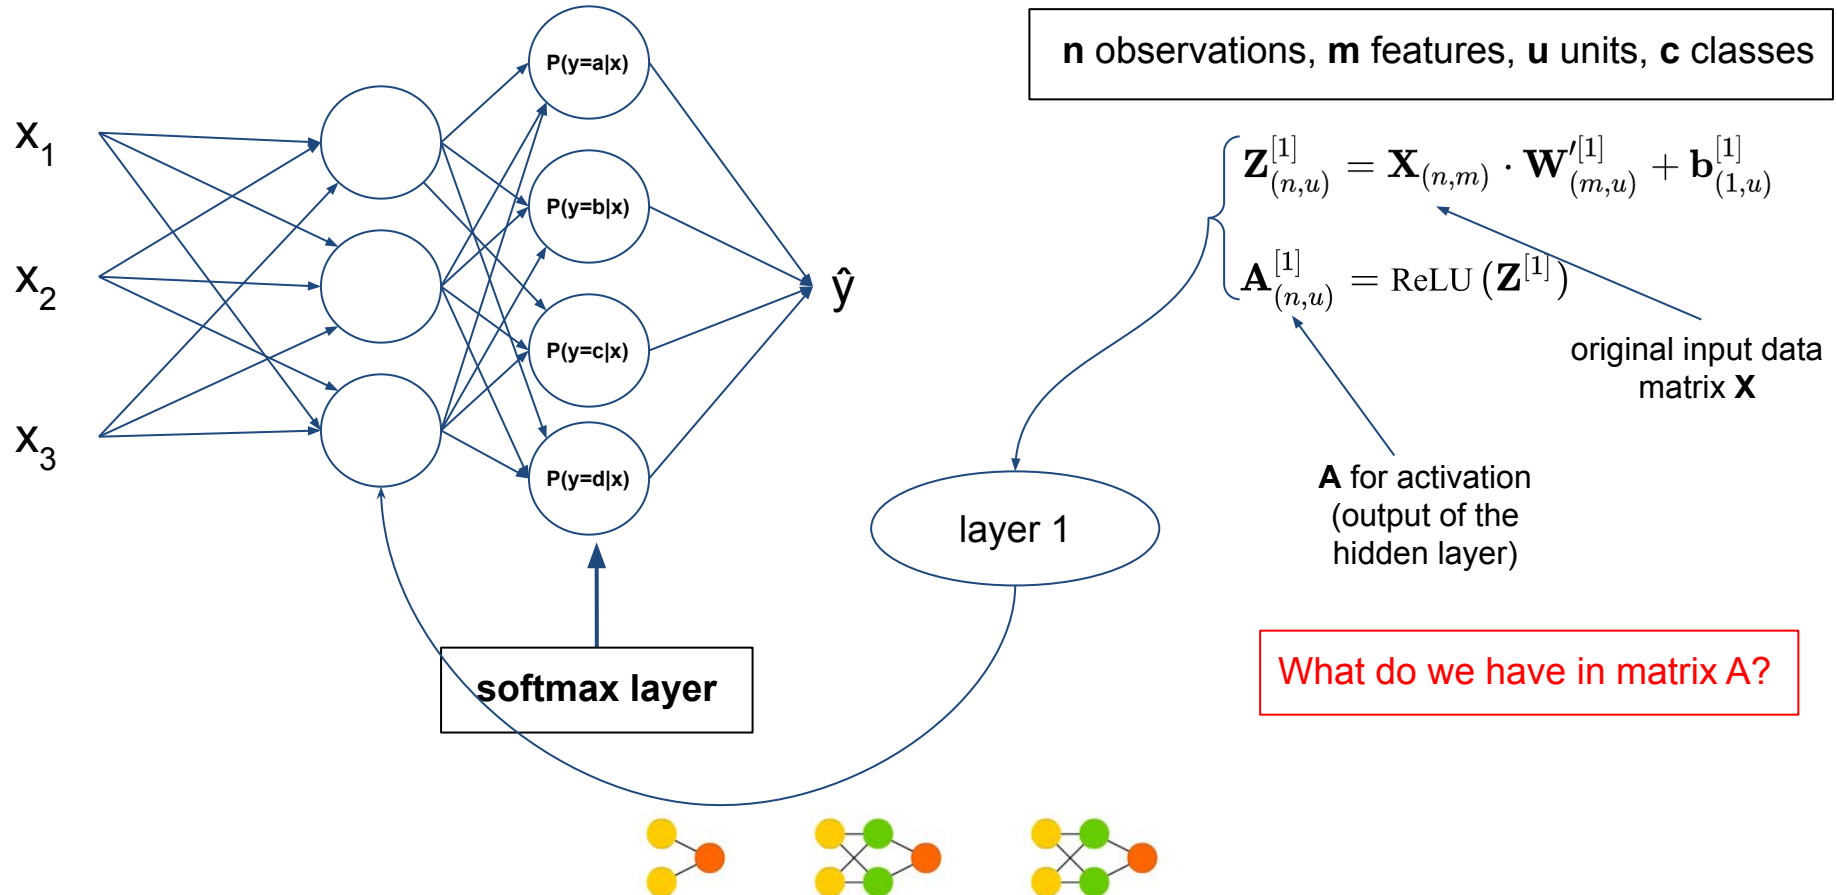 n observations, m features, u units, c classes
x₁
x₂
x₃
P(y=a|x)
P(y=b|x)
P(y=c|x)
P(y=d|x)
ŷ
softmax layer
Z^{[1]}_{(n,u)} = X_{(n,m)} · W'^{[1]}_{(m,u)} + b^{[1]}_{(1,u)}
A^{[1]}_{(n,u)} = ReLU (Z^{[1]})
original input data
matrix X
A for activation
(output of the
hidden layer)
layer 1
What do we have in matrix A?